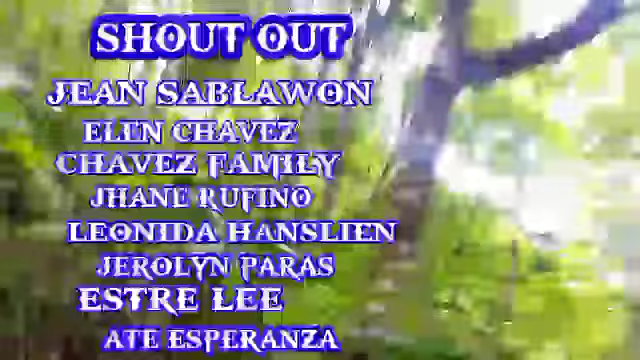 SHOUT OUT
JEAN SABLAWON
ELEN CHAVEZ
CHAVEZ FAMILY
JHANE RUFINO
LEONIDA HANSLIEN
JEROLYN PARAS
ESTRE LEE
ATE ESPERANZA